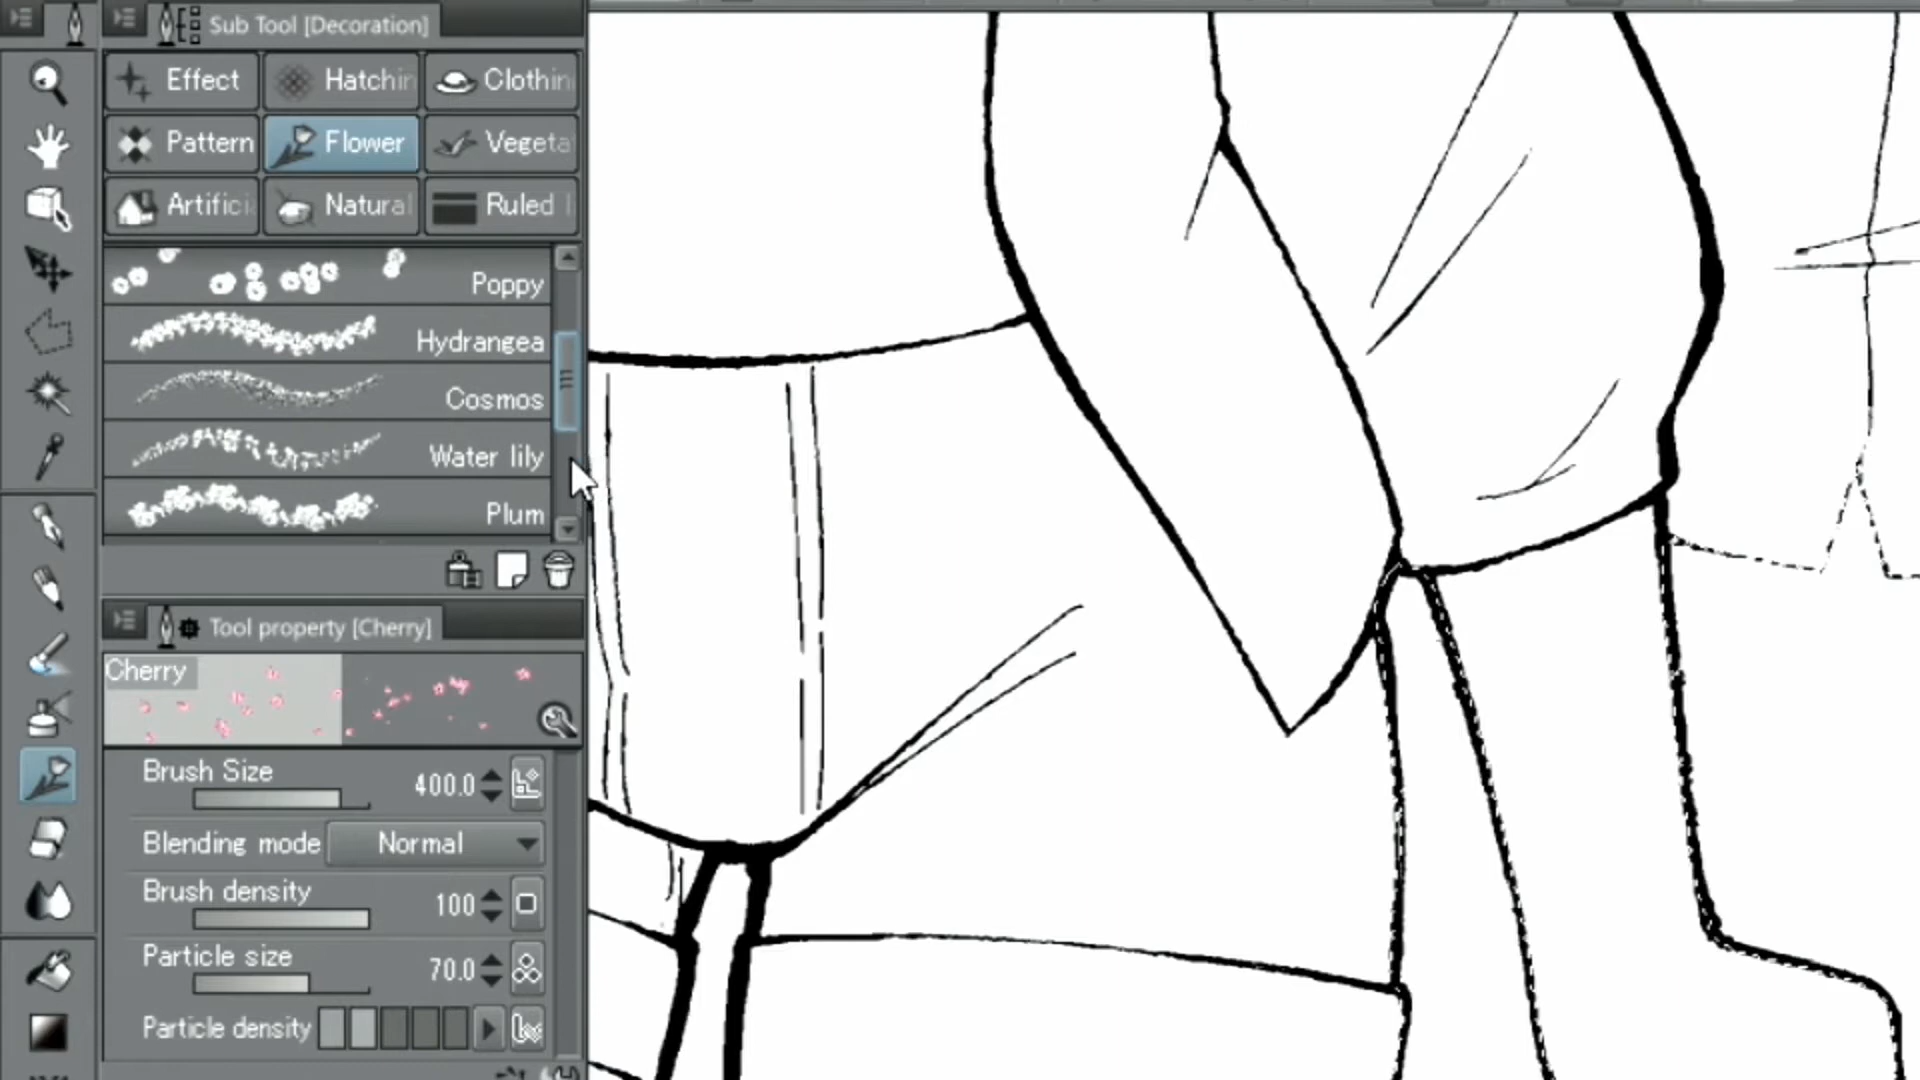 Sub Tool [Decoration]
Effect Hatchin Clothin
Pattern Flower Vegeta
Artifici Natural Ruled l
Poppy
Hydrangea
Cosmos
Water lily
Plum
Tool property [Cherry]
Cherry
Brush Size 400.0
Blending mode Normal
Brush density 100
Particle size 70.0
Particle density